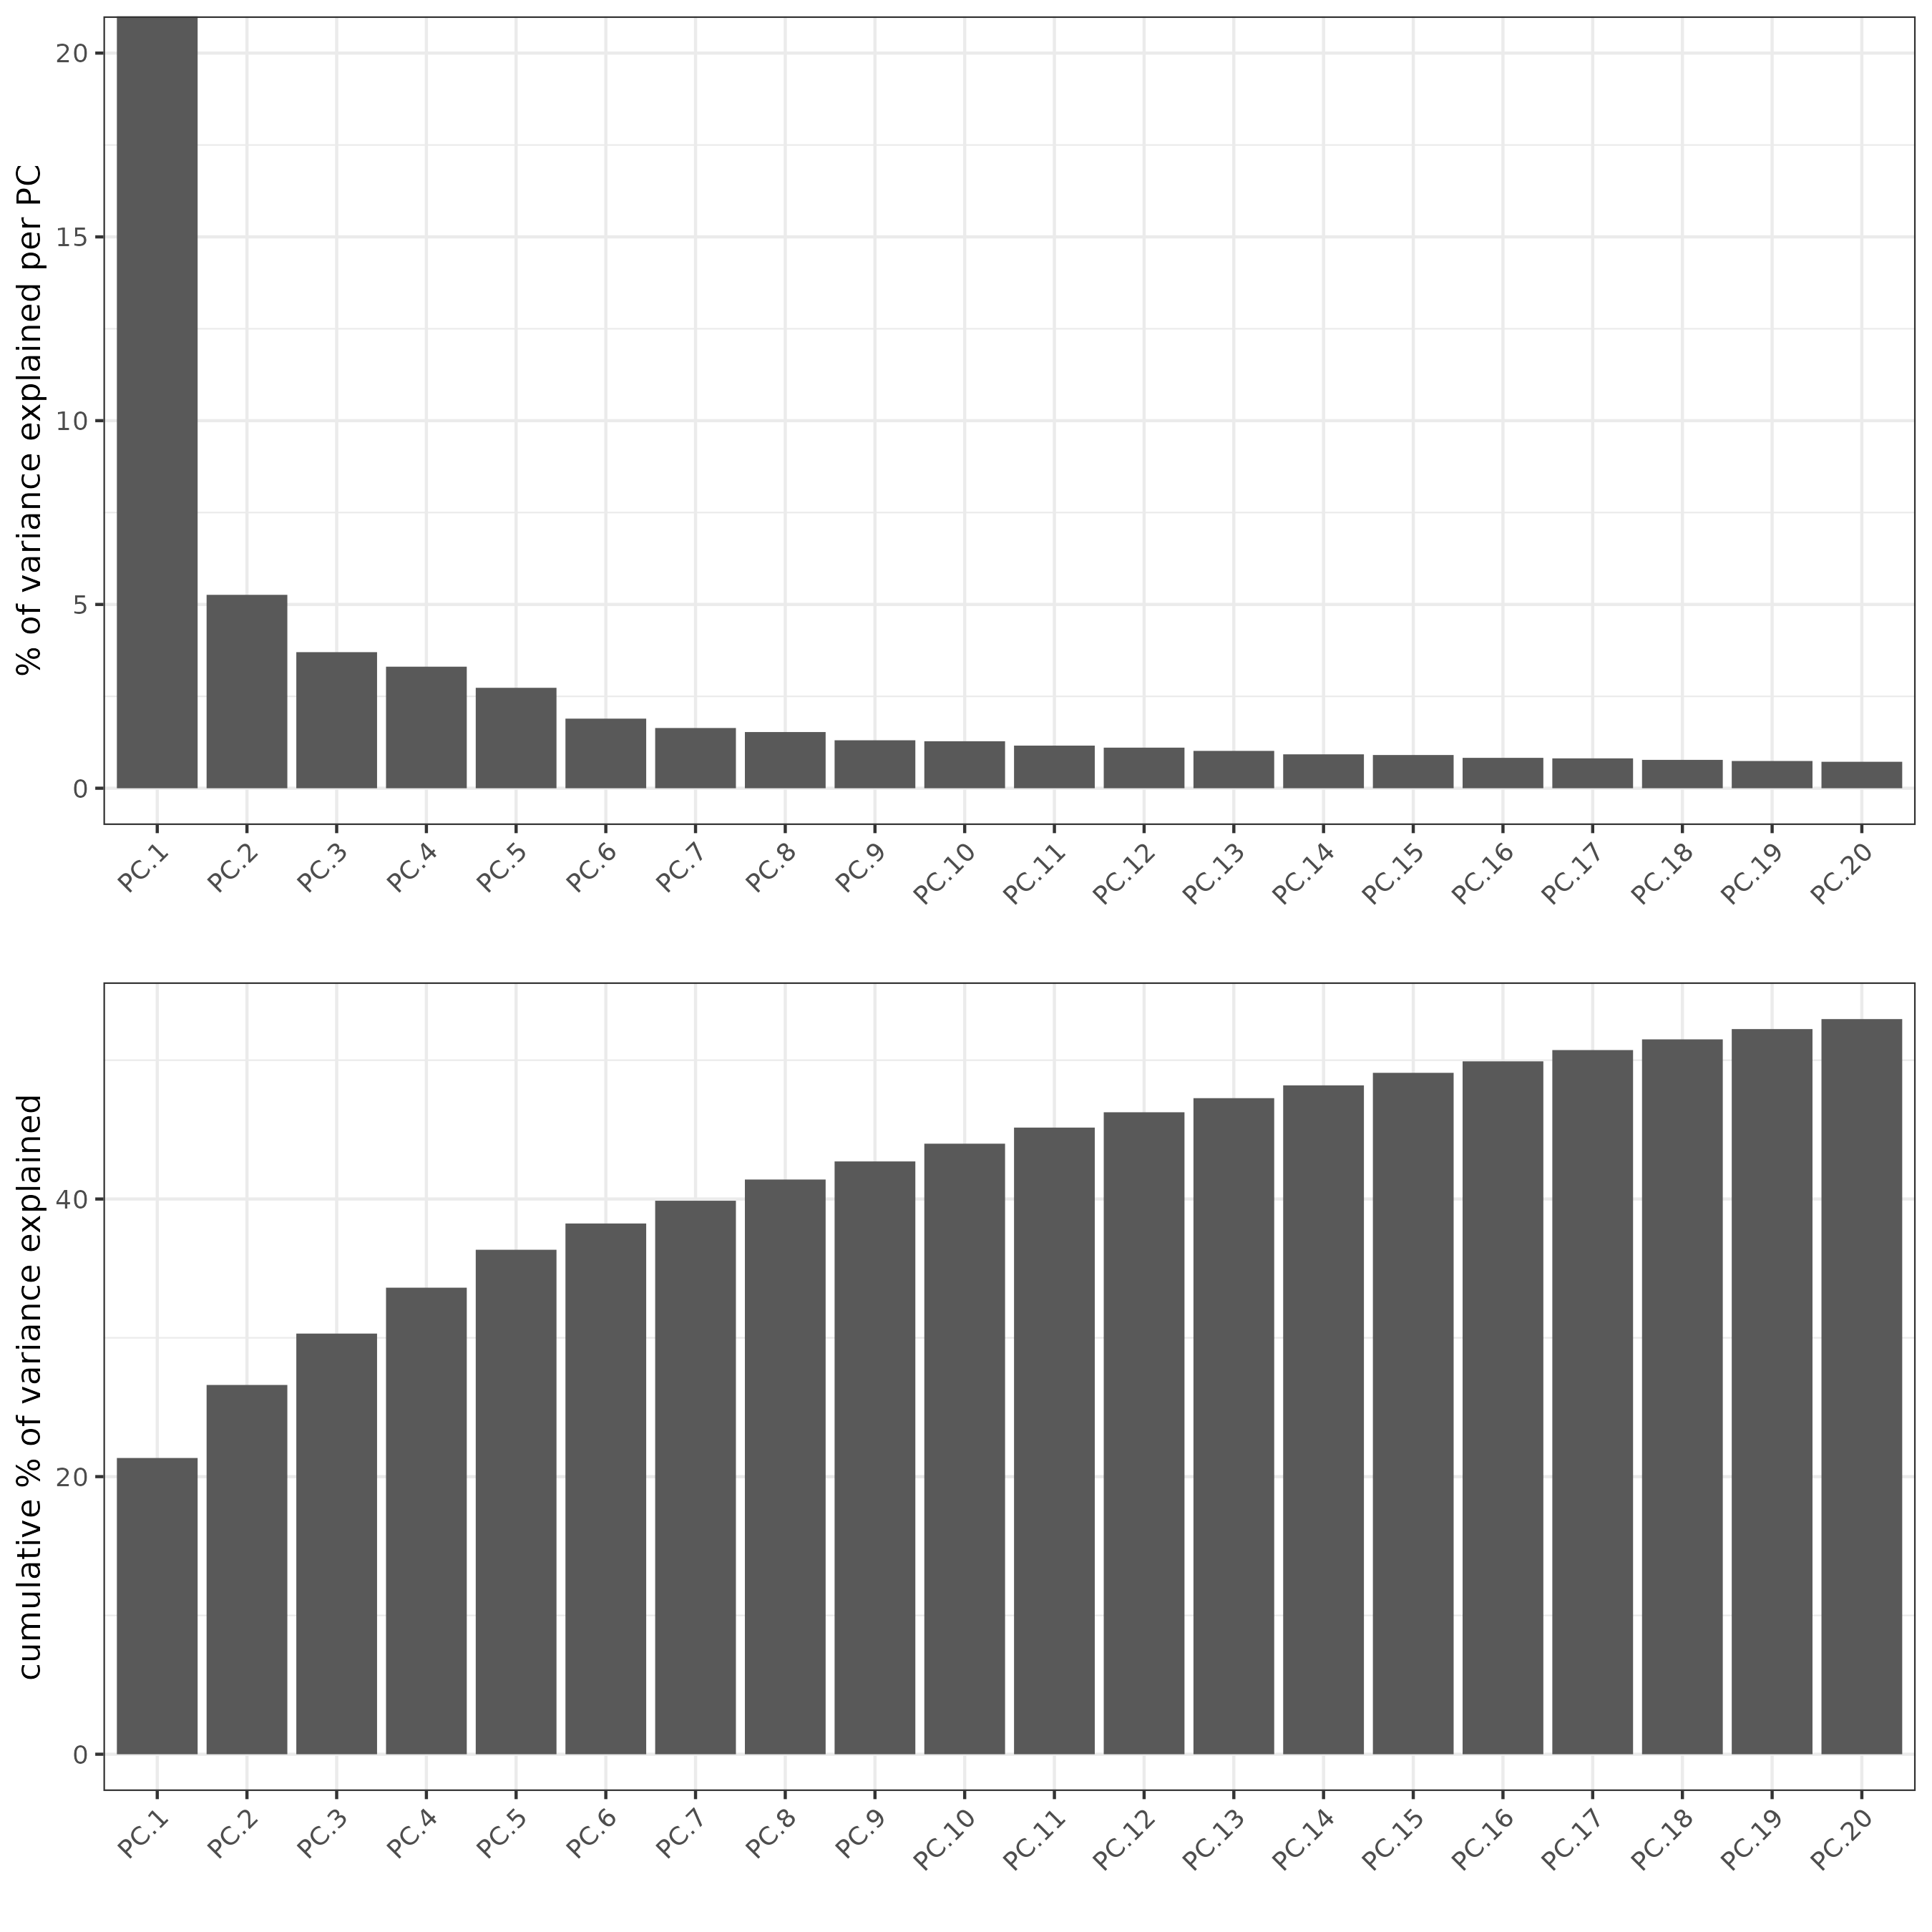 % of variance explained per PC
20
15
10
5
0
PC.1 PC.2 PC.3 PC.4 PC.5 PC.6 PC.7 PC.8 PC.9 PC.10 PC.11 PC.12 PC.13 PC.14 PC.15 PC.16 PC.17 PC.18 PC.19 PC.20
cumulative % of variance explained
40
20
0
PC.1 PC.2 PC.3 PC.4 PC.5 PC.6 PC.7 PC.8 PC.9 PC.10 PC.11 PC.12 PC.13 PC.14 PC.15 PC.16 PC.17 PC.18 PC.19 PC.20